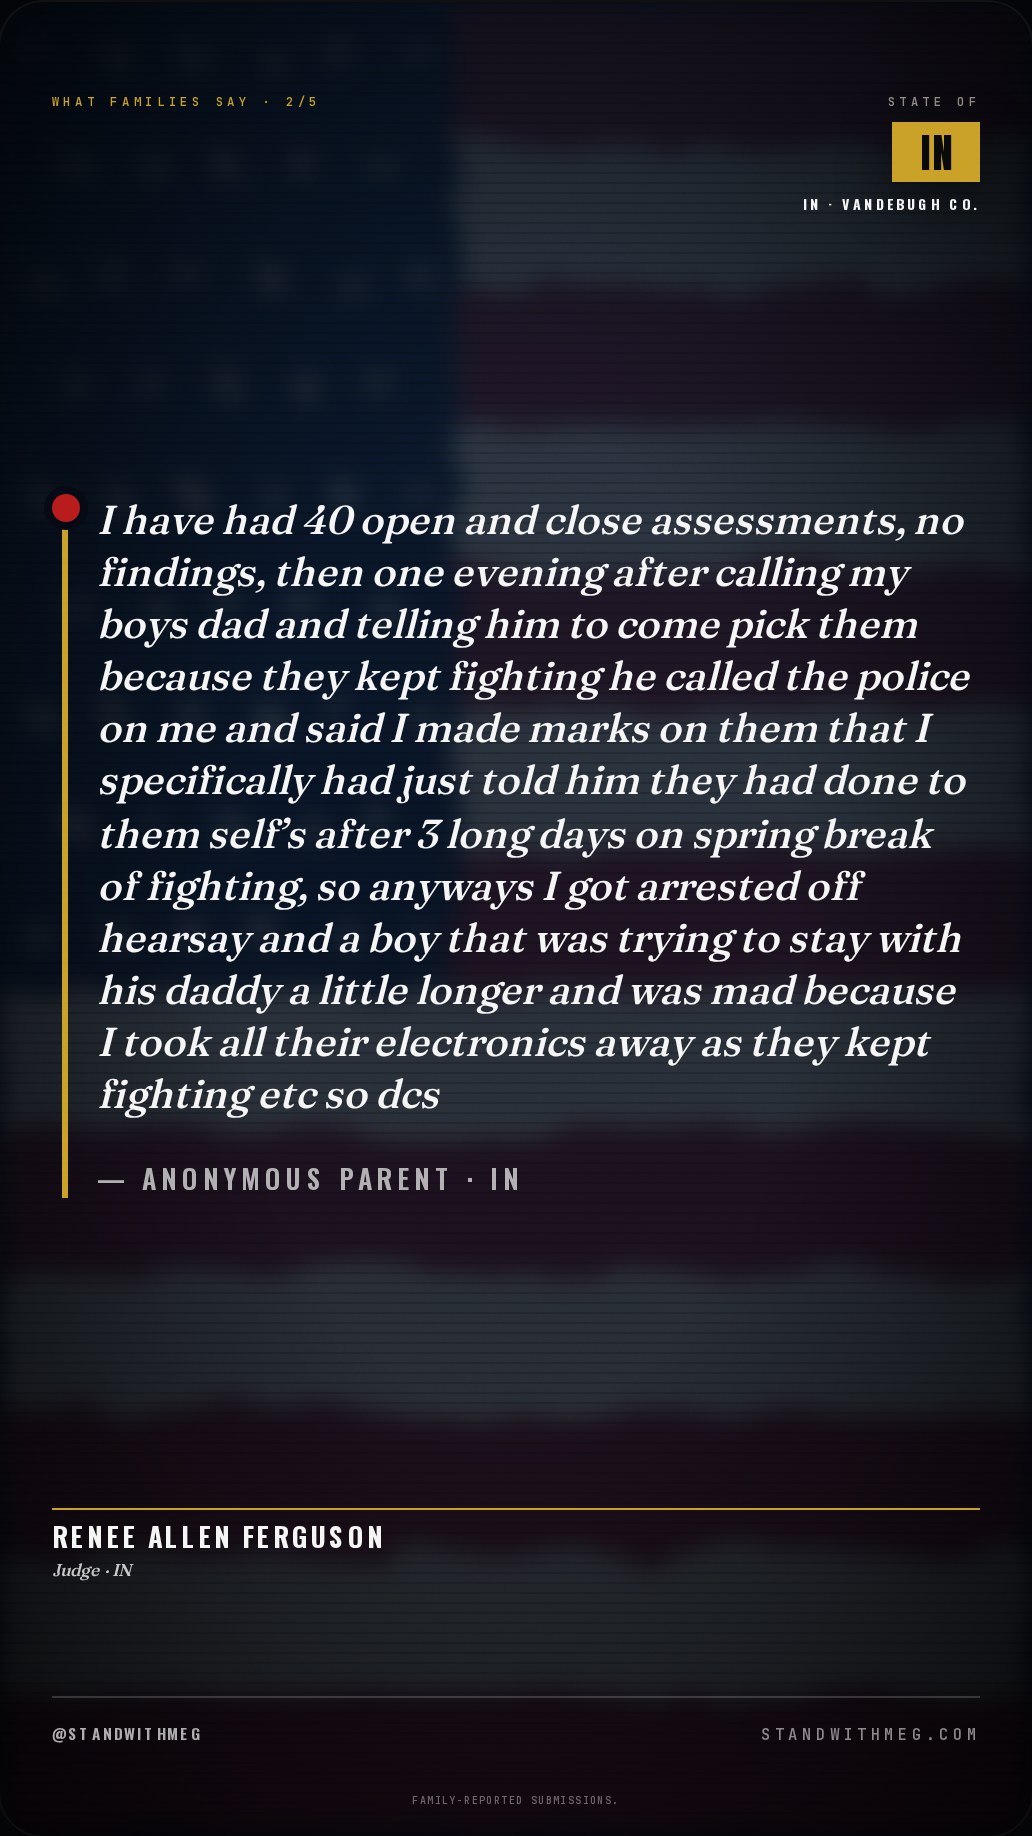 WHAT FAMILIES SAY · 2/5
STATE OF
IN
IN · VANDEBUGH CO.
I have had 40 open and close assessments, no
findings, then one evening after calling my
boys dad and telling him to come pick them
because they kept fighting he called the police
on me and said I made marks on them that I
specifically had just told him they had done to
them self’s after 3 long days on spring break
of fighting, so anyways I got arrested off
hearsay and a boy that was trying to stay with
his daddy a little longer and was mad because
I took all their electronics away as they kept
fighting etc so dcs
— ANONYMOUS PARENT · IN
RENEE ALLEN FERGUSON
Judge · IN
@STANDWITHMEG
STANDWITHMEG.COM
FAMILY-REPORTED SUBMISSIONS.